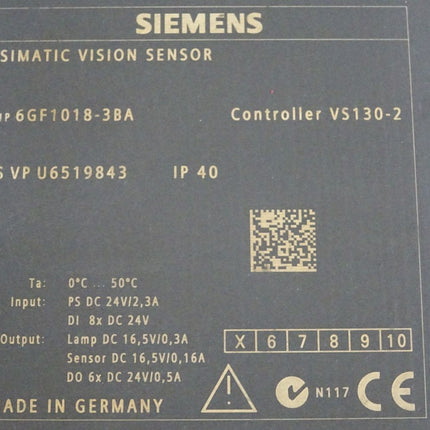 SIEMENS
SIMATIC VISION SENSOR
1P 6GF1018-3BA Controller VS130-2
S VP U6519843 IP 40
Ta: 0°C ... 50°C
Input: PS DC 24V/2,3A
DI 8x DC 24V
Output: Lamp DC 16,5V/0,3A
Sensor DC 16,5V/0,16A
DO 6x DC 24V/0,5A
X 6 7 8 9 10
N117 CE
ADE IN GERMANY